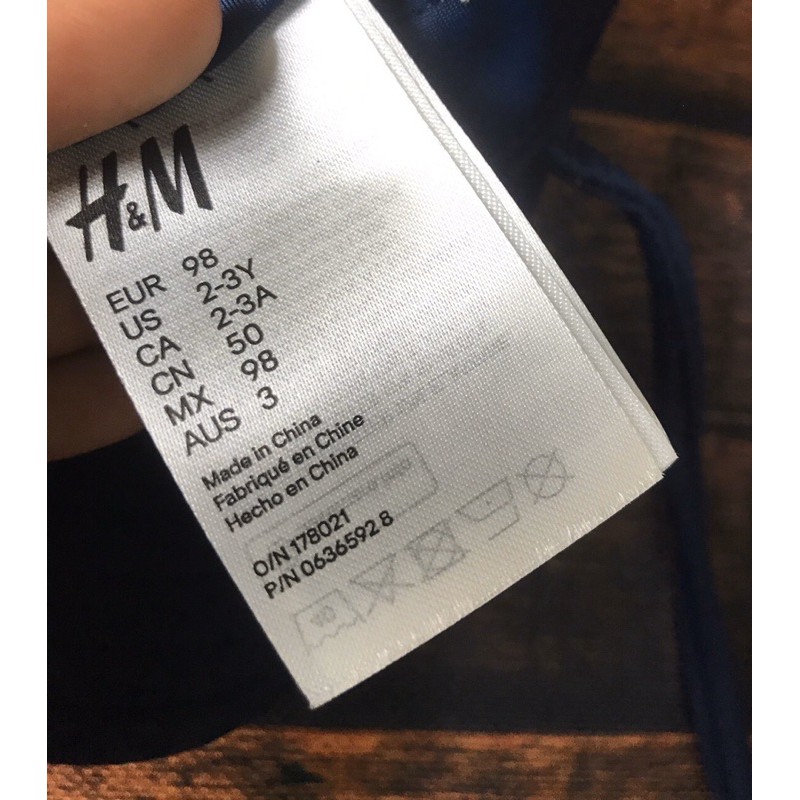 H&M
EUR 98
US 2-3Y
CA 2-3A
CN 50
MX 98
AUS 3
Made in China
Fabriqué en Chine
Hecho en China
O/N 178021
P/N 0636592 8